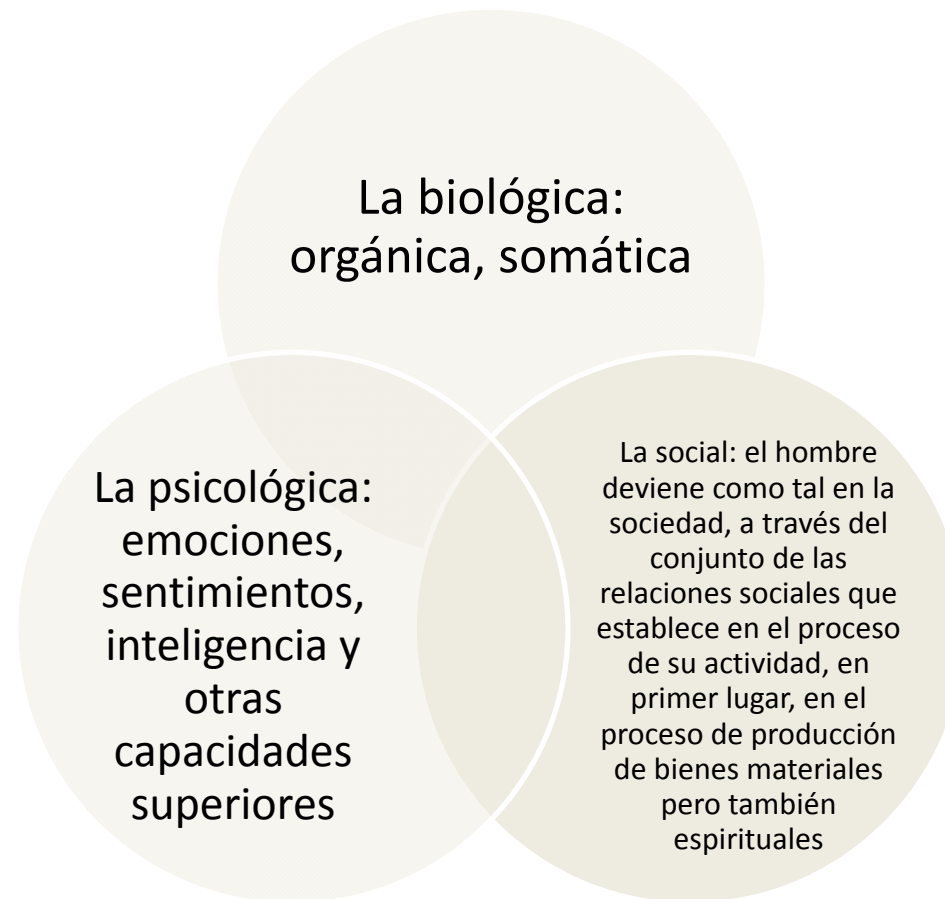 La biológica:
orgánica, somática
La psicológica:
emociones,
sentimientos,
inteligencia y
otras
capacidades
superiores
La social: el hombre
deviene como tal en la
sociedad, a través del
conjunto de las
relaciones sociales que
establece en el proceso
de su actividad, en
primer lugar, en el
proceso de producción
de bienes materiales
pero también
espirituales